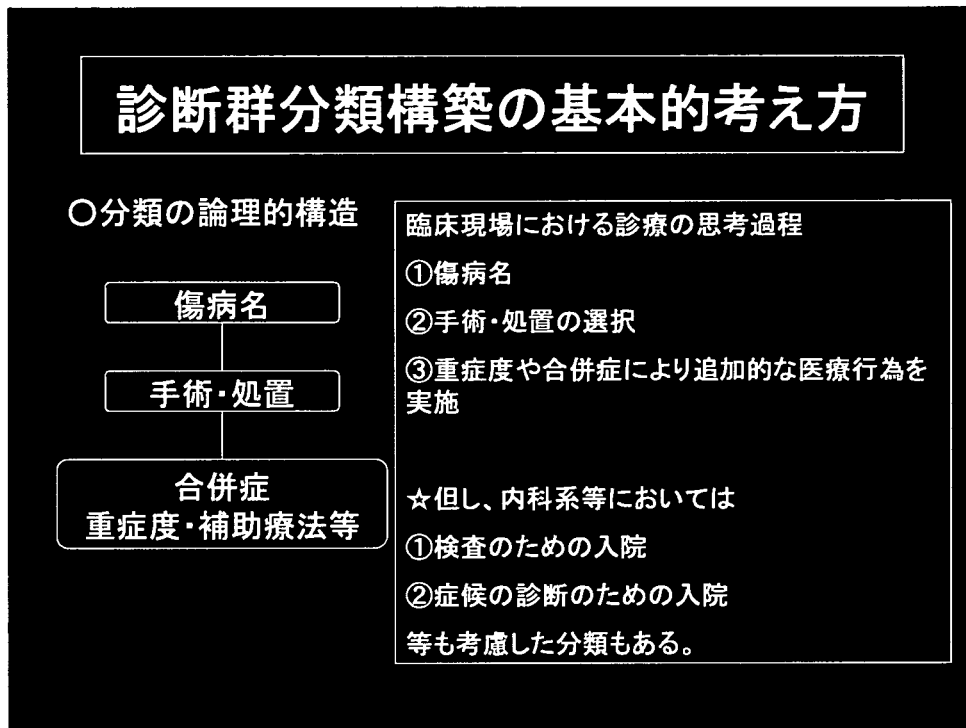 診断群分類構築の基本的考え方
○分類の論理的構造
傷病名
手術・処置
合併症
重症度・補助療法等
臨床現場における診療の思考過程
①傷病名
②手術・処置の選択
③重症度や合併症により追加的な医療行為を
実施
☆但し、内科系等においては
①検査のための入院
②症候の診断のための入院
等も考慮した分類もある。